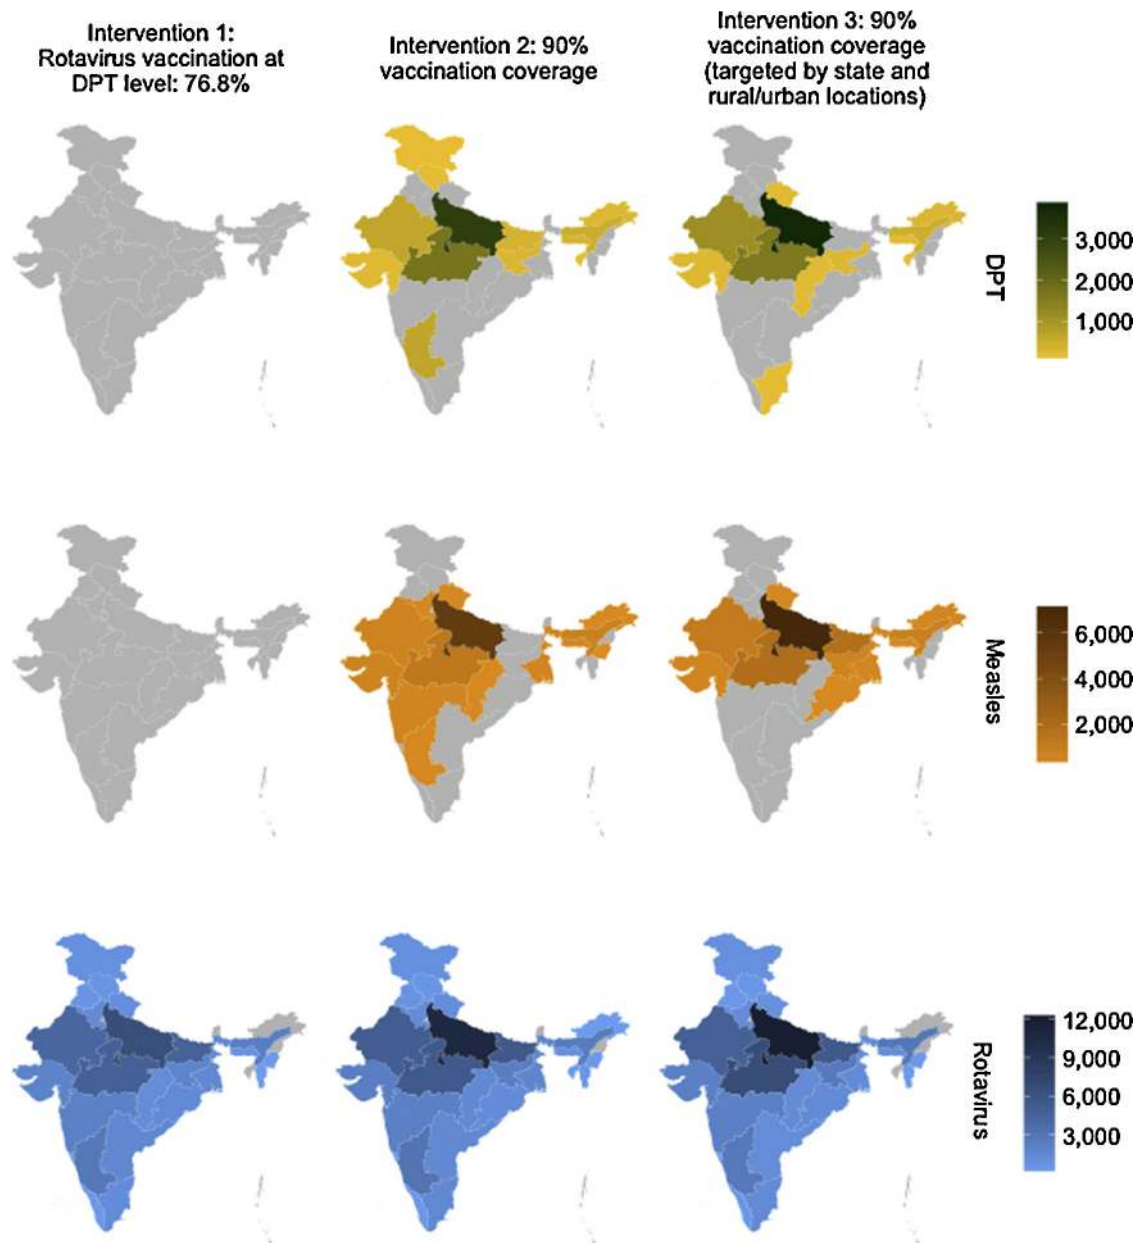 Intervention 1:
Rotavirus vaccination at
DPT level: 76.8%
Intervention 2: 90%
vaccination coverage
Intervention 3: 90%
vaccination coverage
(targeted by state and
rural/urban locations)
DPT
3,000
2,000
1,000
Measles
6,000
4,000
2,000
Rotavirus
12,000
9,000
6,000
3,000